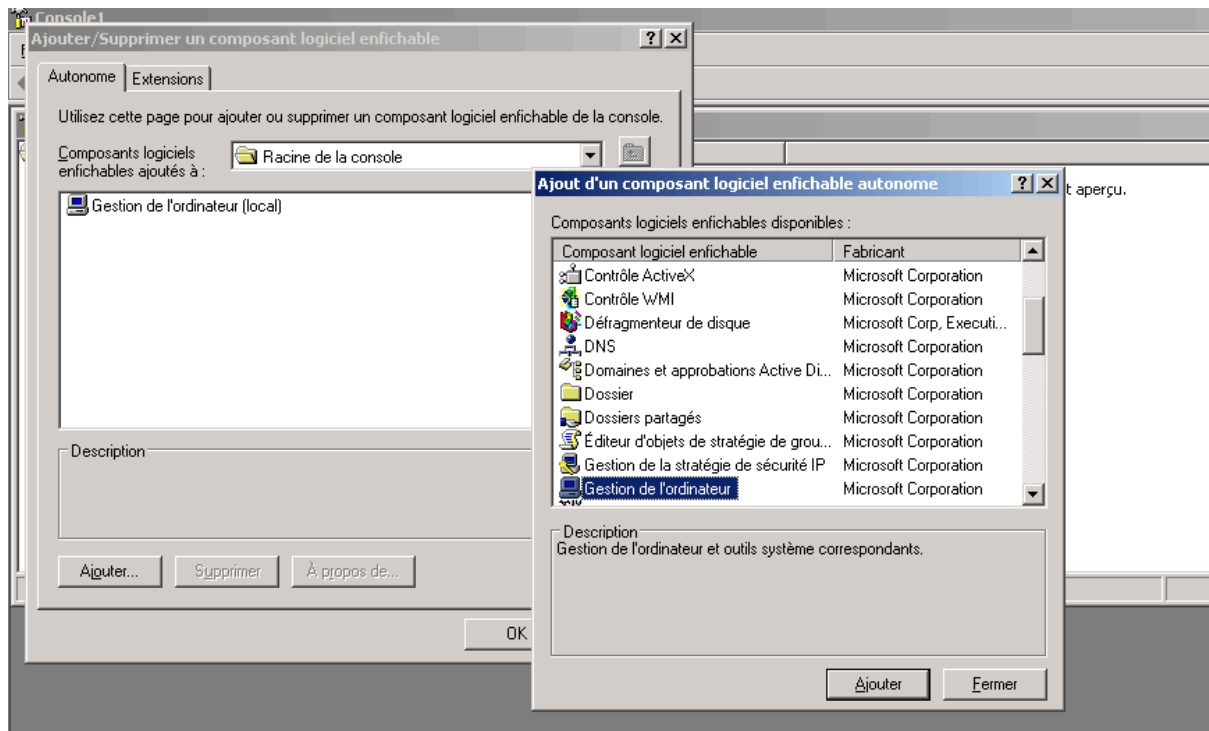 Console1
Ajouter/Supprimer un composant logiciel enfichable
Autonome
Extensions
Utilisez cette page pour ajouter ou supprimer un composant logiciel enfichable de la console.
Composants logiciels
enfichables ajoutés à :
Racine de la console
Gestion de l'ordinateur (local)
Description
Ajouter...
Supprimer
À propos de...
OK
t aperçu.
Ajout d'un composant logiciel enfichable autonome
Composants logiciels enfichables disponibles :
Composant logiciel enfichable Fabricant
Contrôle ActiveX Microsoft Corporation
Contrôle WMI Microsoft Corporation
Défragmenteur de disque Microsoft Corp, Executi...
DNS Microsoft Corporation
Domaines et approbations Active Di... Microsoft Corporation
Dossier Microsoft Corporation
Dossiers partagés Microsoft Corporation
Éditeur d'objets de stratégie de grou... Microsoft Corporation
Gestion de la stratégie de sécurité IP Microsoft Corporation
Gestion de l'ordinateur Microsoft Corporation
Description
Gestion de l'ordinateur et outils système correspondants.
Ajouter
Fermer